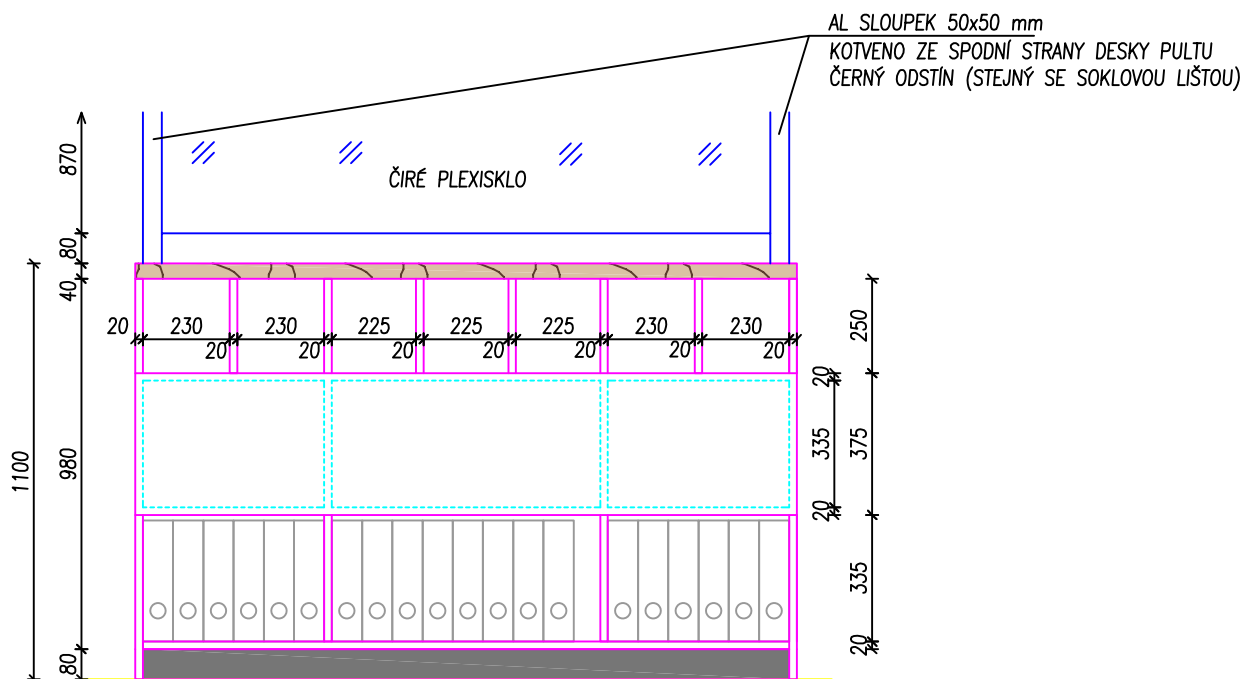 AL SLOUPEK 50x50 mm
KOTVENO ZE SPODNÍ STRANY DESKY PULTU
ČERNÝ ODSTÍN (STEJNÝ SE SOKLOVOU LIŠTOU)
870
ČIRÉ PLEXISKLO
80
40
20 230 230 225 225 225 230 230
20 20 20 20 20 20 20
250
20
335
375
20
1100
980
335
20
80